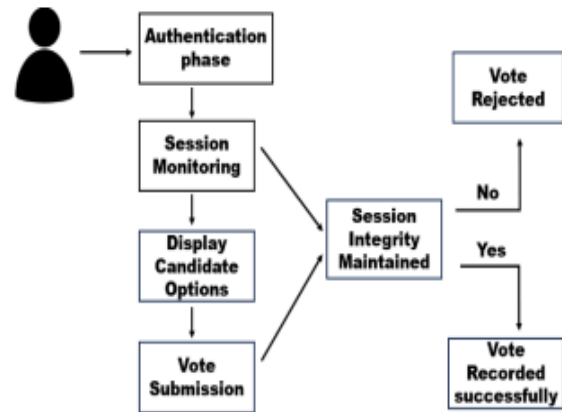 Authentication
phase
Session
Monitoring
Display
Candidate
Options
Vote
Submission
Session
Integrity
Maintained
No
Yes
Vote
Rejected
Vote
Recorded
successfully